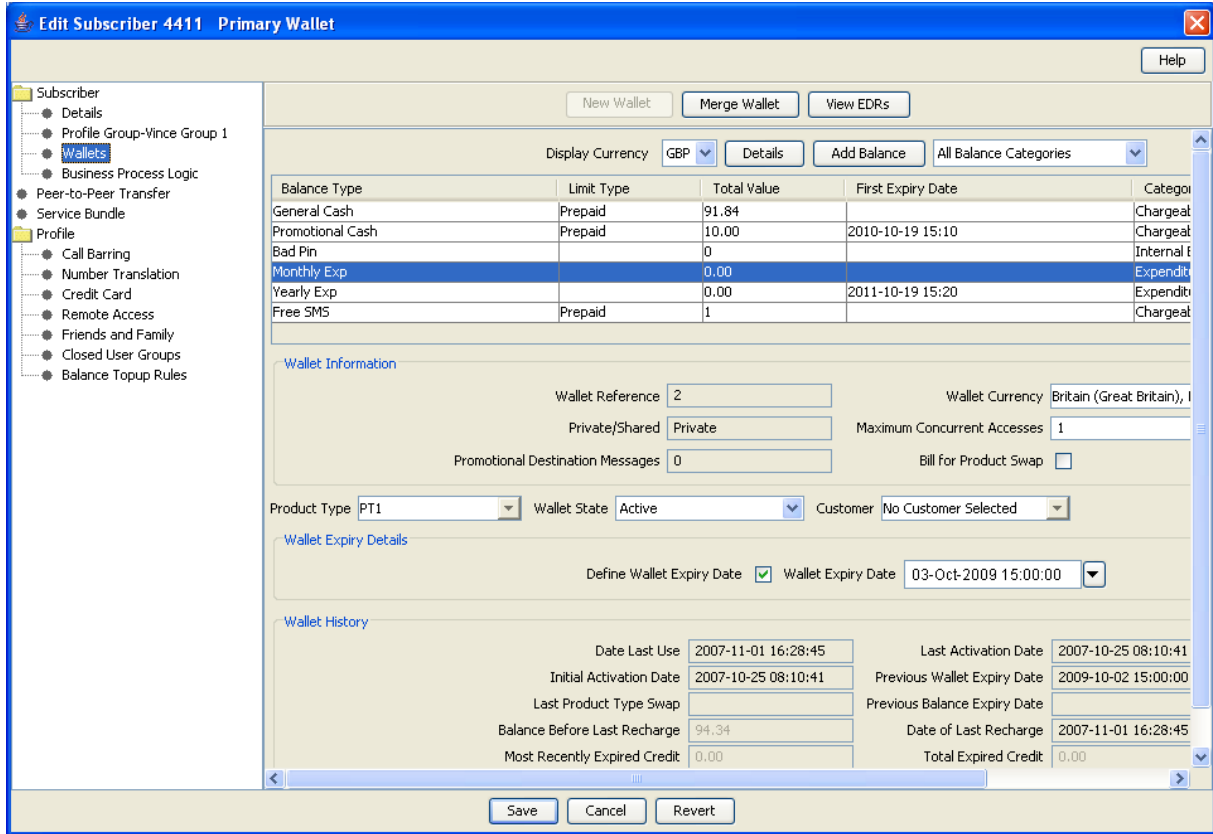 Edit Subscriber 4411 Primary Wallet
Help
Subscriber
Details
Profile Group-Vince Group 1
Wallets
Business Process Logic
Peer-to-Peer Transfer
Service Bundle
Profile
Call Barring
Number Translation
Credit Card
Remote Access
Friends and Family
Closed User Groups
Balance Topup Rules
New Wallet Merge Wallet View EDRs
Display Currency GBP Details Add Balance All Balance Categories
Balance Type Limit Type Total Value First Expiry Date Categor
General Cash Prepaid 91.84 Chargeab
Promotional Cash Prepaid 10.00 2010-10-19 15:10 Chargeab
Bad Pin 0 Internal B
Monthly Exp 0.00 Expenditu
Yearly Exp 0.00 2011-10-19 15:20 Expenditu
Free SMS Prepaid 1 Chargeab
Wallet Information
Wallet Reference 2 Wallet Currency Britain (Great Britain),
Private/Shared Private Maximum Concurrent Accesses 1
Promotional Destination Messages 0 Bill for Product Swap
Product Type PT1 Wallet State Active Customer No Customer Selected
Wallet Expiry Details
Define Wallet Expiry Date Wallet Expiry Date 03-Oct-2009 15:00:00
Wallet History
Date Last Use 2007-11-01 16:28:45 Last Activation Date 2007-10-25 08:10:41
Initial Activation Date 2007-10-25 08:10:41 Previous Wallet Expiry Date 2009-10-02 15:00:00
Last Product Type Swap Previous Balance Expiry Date
Balance Before Last Recharge 94.34 Date of Last Recharge 2007-11-01 16:28:45
Most Recently Expired Credit 0.00 Total Expired Credit 0.00
Save Cancel Revert